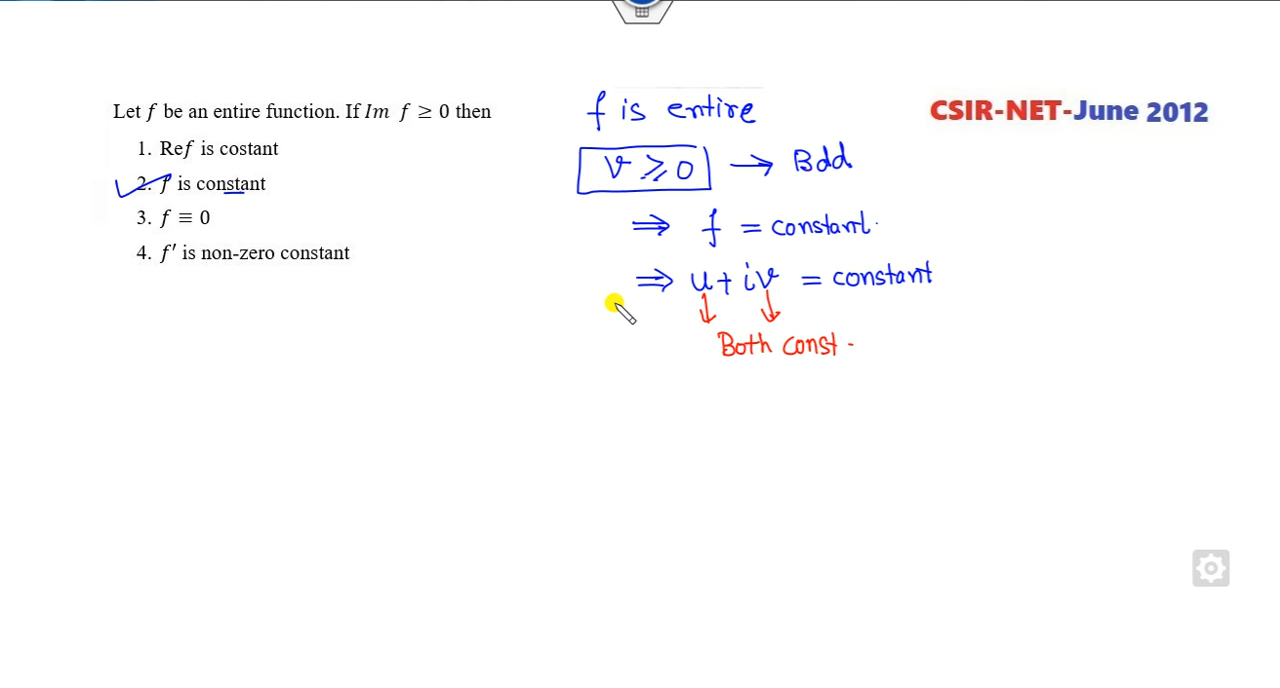 Let f be an entire function. If Im f ≥ 0 then
1. Ref is costant
2. f is constant
3. f ≡ 0
4. f′ is non-zero constant
f is entire
v ≥ 0 → Bdd
⇒ f = constant.
⇒ u + iv = constant
↓ ↓
Both const.
CSIR-NET-June 2012